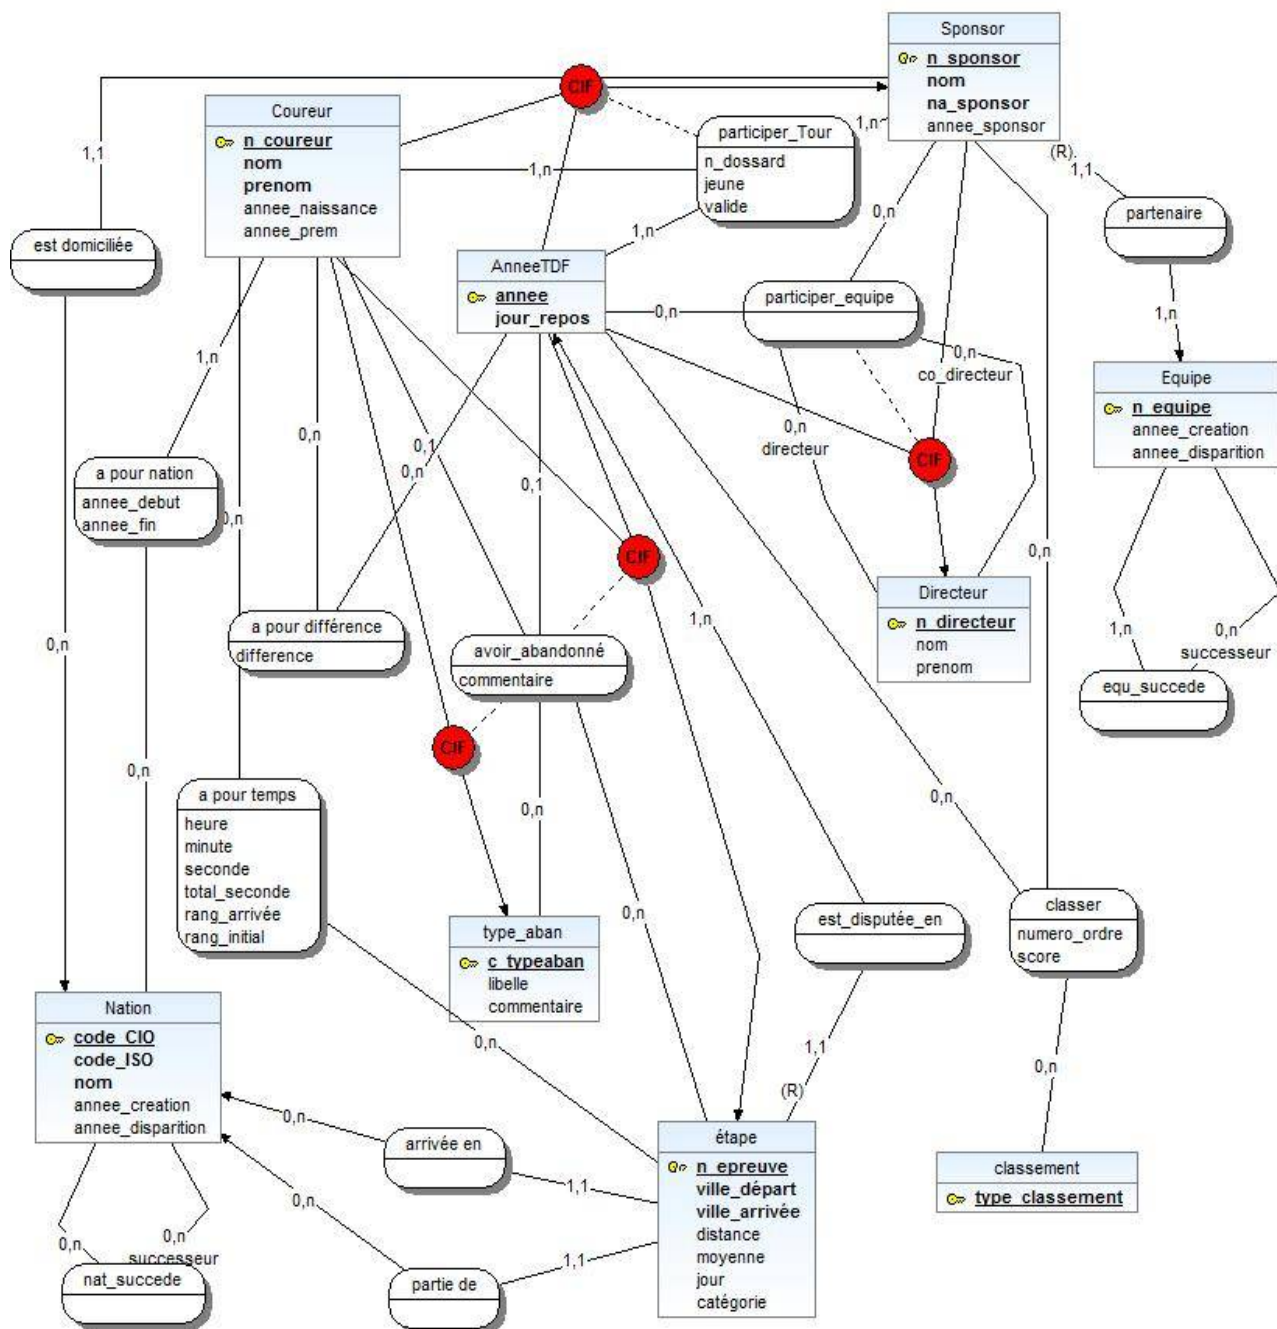 Sponsor
n_sponsor
nom
na_sponsor
annee_sponsor
CIF
Coureur
n_coureur
nom
prenom
annee_naissance
annee_prem
participer_Tour
n_dossard
jeune
valide
1,n
(R)
1,1
1,1
1,n
partenaire
est domiciliée
0,n
1,n
AnneeTDF
annee
jour_repos
participer_equipe
0,n
1,n
0,n
co_directeur
Equipe
n_equipe
annee_creation
annee_disparition
1,n
0,n
0,1
0,n
0,n
directeur
CIF
a pour nation
annee_debut
annee_fin
0,n
0,1
CIF
0,n
Directeur
n_directeur
nom
prenom
a pour différence
difference
avoir_abandonné
commentaire
1,n
1,n
0,n
successeur
equ_succede
0,n
CIF
0,n
a pour temps
heure
minute
seconde
total_seconde
rang_arrivée
rang_initial
0,n
0,n
0,n
type_aban
c_typeaban
libelle
commentaire
est_disputée_en
classer
numero_ordre
score
Nation
code_CIO
code_ISO
nom
annee_creation
annee_disparition
0,n
1,1
(R)
0,n
0,n
arrivée en
1,1
étape
n_epreuve
ville_départ
ville_arrivée
distance
moyenne
jour
catégorie
classement
type_classement
0,n
0,n
0,n
successeur
nat_succede
partie de
1,1